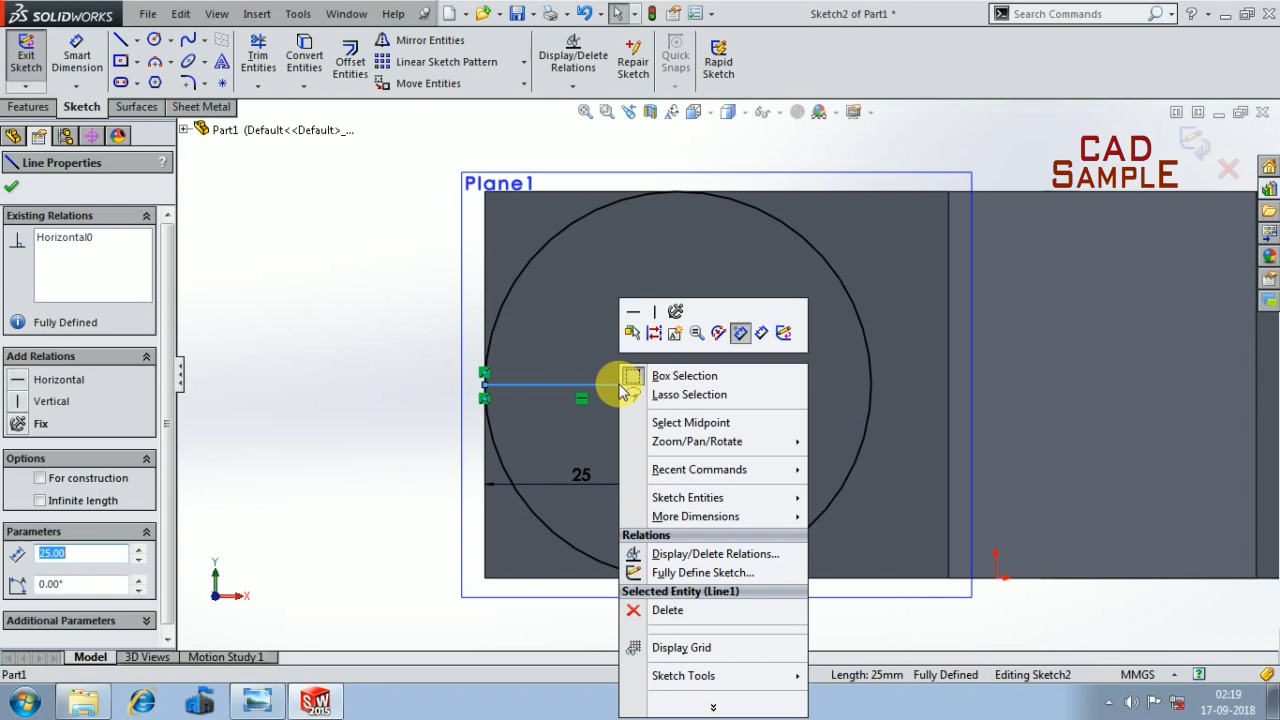 SOLIDWORKS
File
Edit
View
Insert
Tools
Window
Help
Sketch2 of Part1 *
Search Commands
Exit Sketch
Smart Dimension
Trim Entities
Convert Entities
Offset Entities
Mirror Entities
Linear Sketch Pattern
Move Entities
Display/Delete Relations
Repair Sketch
Quick Snaps
Rapid Sketch
Features
Sketch
Surfaces
Sheet Metal
Part1 (Default<<Default>_...
CAD
SAMPLE
Line Properties
?
Plane1
Existing Relations
Horizontal0
Fully Defined
Add Relations
Horizontal
Vertical
Fix
Options
For construction
Infinite length
Parameters
25.00
0.00°
Additional Parameters
25
Box Selection
Lasso Selection
Select Midpoint
Zoom/Pan/Rotate
Recent Commands
Sketch Entities
More Dimensions
Relations
Display/Delete Relations...
Fully Define Sketch...
Selected Entity (Line1)
Delete
Display Grid
Sketch Tools
Y
X
Model
3D Views
Motion Study 1
Part1
Length: 25mm
Fully Defined
Editing Sketch2
MMGS
SW
2015
02:19
17-09-2018